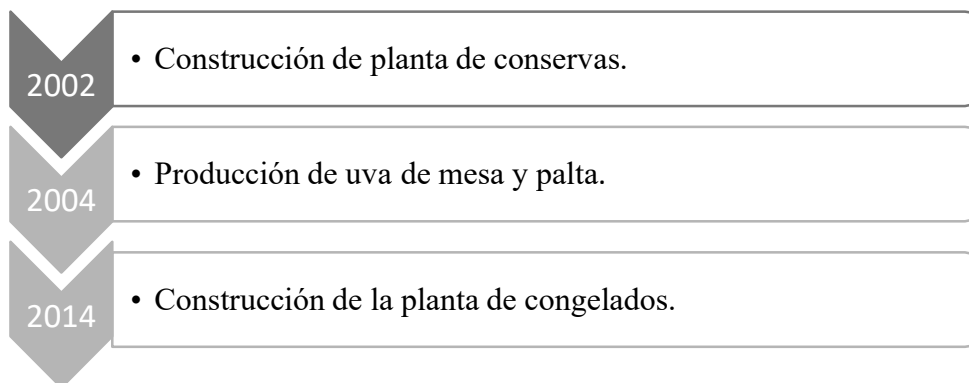 2002
• Construcción de planta de conservas.
2004
• Producción de uva de mesa y palta.
2014
• Construcción de la planta de congelados.